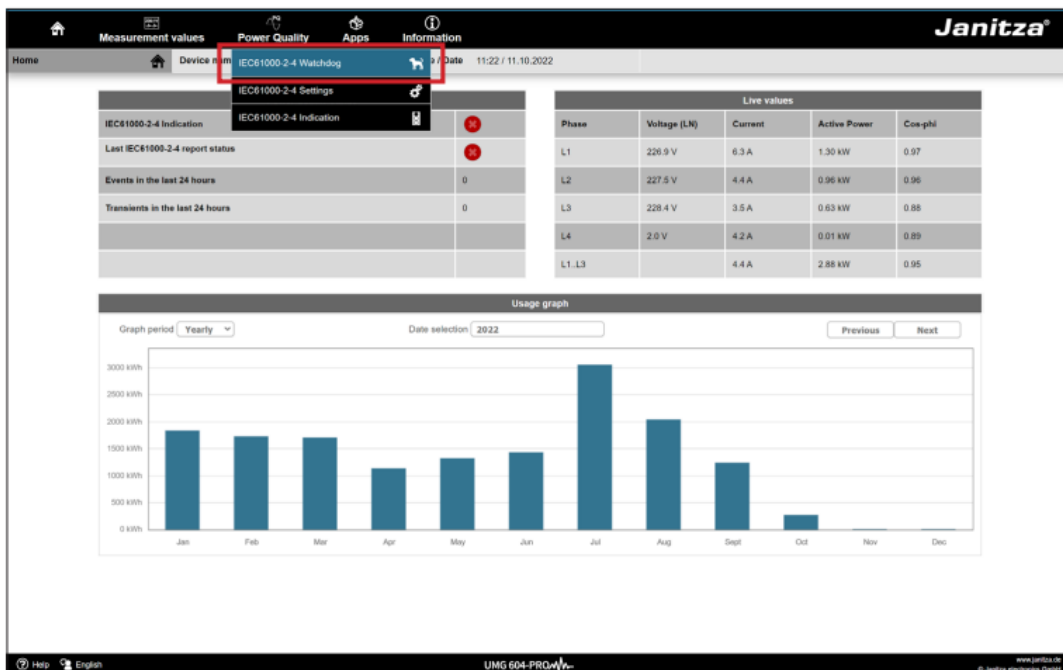 Janitza®
Measurement values Power Quality Apps Information
Home Device nam / Date 11:22 / 11.10.2022
IEC61000-2-4 Watchdog
IEC61000-2-4 Settings
IEC61000-2-4 Indication
IEC61000-2-4 Indication
Last IEC61000-2-4 report status
Events in the last 24 hours 0
Transients in the last 24 hours 0
Live values
Phase Voltage (LN) Current Active Power Cos-phi
L1 226.9 V 6.3 A 1.30 kW 0.97
L2 227.5 V 4.4 A 0.96 kW 0.96
L3 228.4 V 3.5 A 0.63 kW 0.88
L4 2.0 V 4.2 A 0.01 kW 0.89
L1..L3 4.4 A 2.88 kW 0.95
Usage graph
Graph period Yearly Date selection 2022 Previous Next
3000 kWh
2500 kWh
2000 kWh
1500 kWh
1000 kWh
500 kWh
0 kWh
Jan Feb Mar Apr May Jun Jul Aug Sept Oct Nov Dec
Help English UMG 604-PRO www.janitza.de
© Janitza electronics GmbH